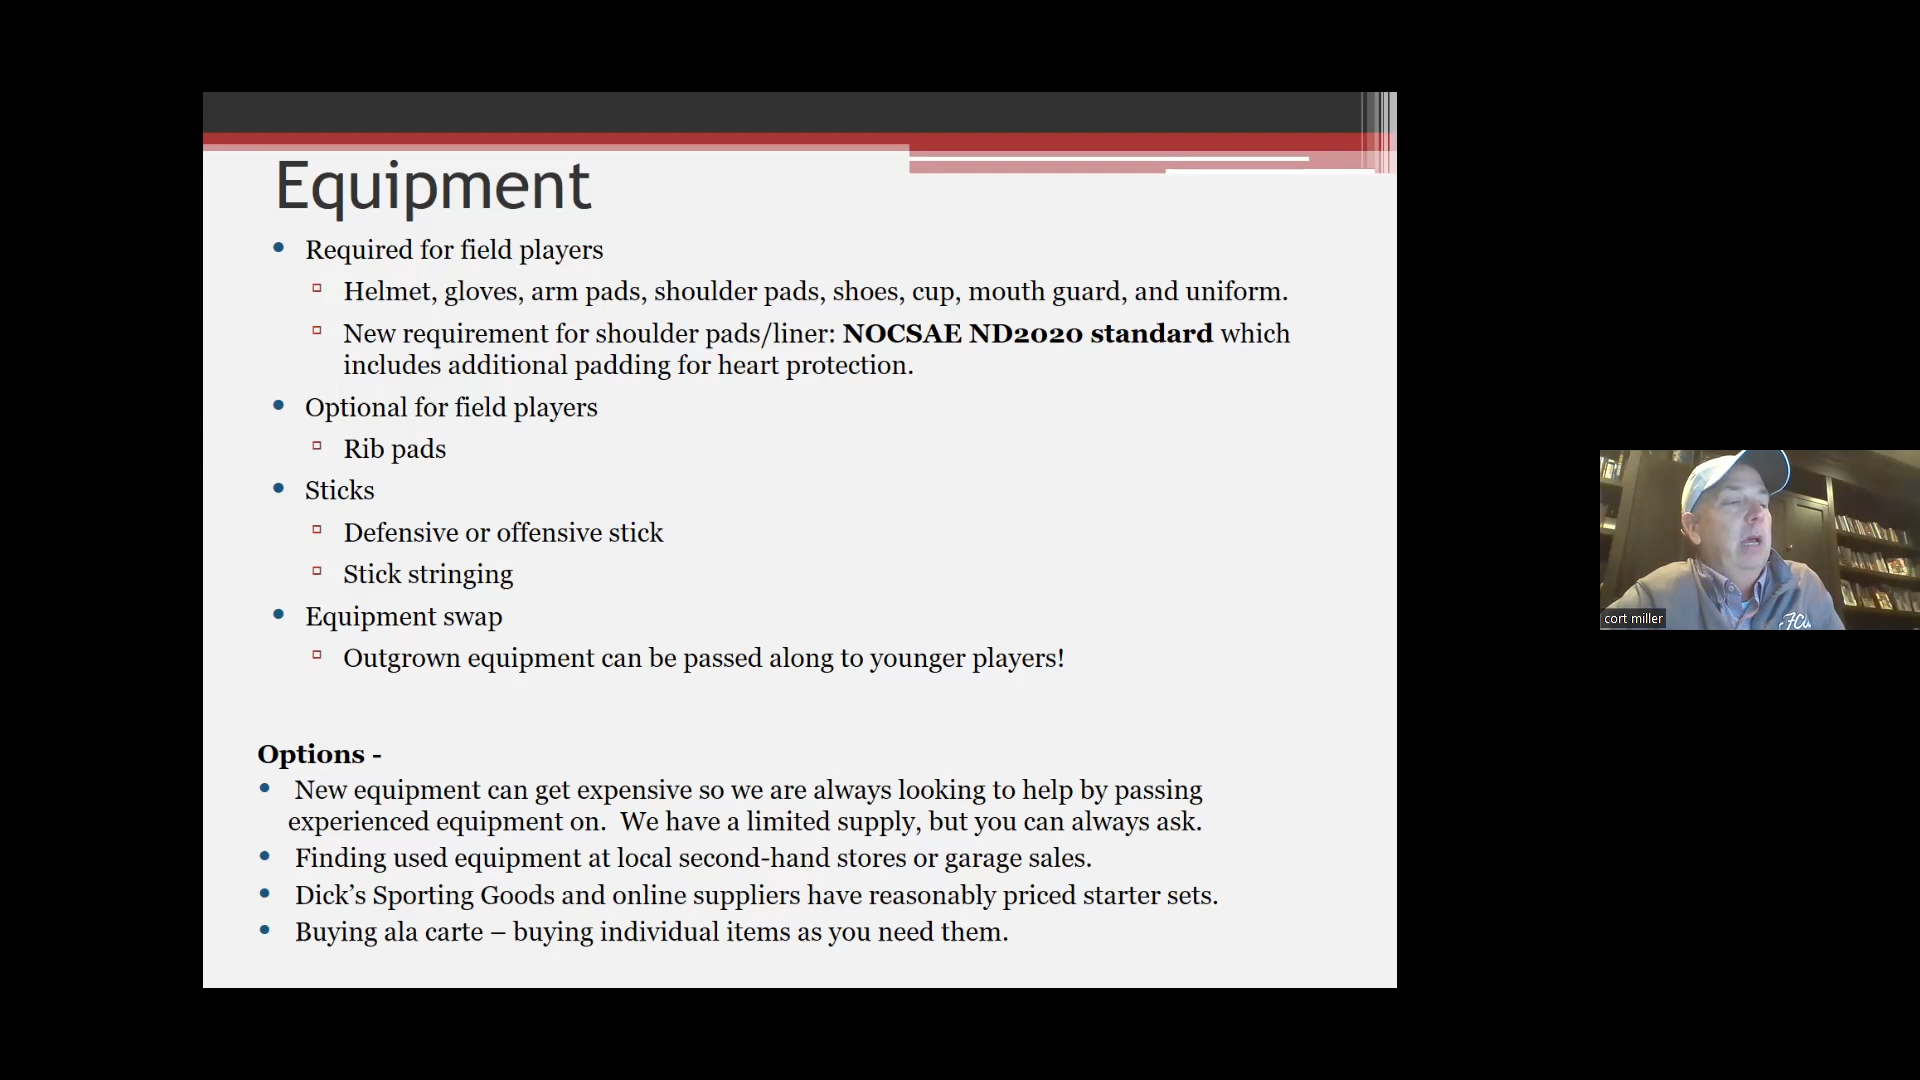 Equipment
• Required for field players
▫ Helmet, gloves, arm pads, shoulder pads, shoes, cup, mouth guard, and uniform.
▫ New requirement for shoulder pads/liner: NOCSAE ND2020 standard which
includes additional padding for heart protection.
• Optional for field players
▫ Rib pads
• Sticks
▫ Defensive or offensive stick
▫ Stick stringing
• Equipment swap
▫ Outgrown equipment can be passed along to younger players!
Options -
• New equipment can get expensive so we are always looking to help by passing
experienced equipment on.  We have a limited supply, but you can always ask.
• Finding used equipment at local second-hand stores or garage sales.
• Dick’s Sporting Goods and online suppliers have reasonably priced starter sets.
• Buying ala carte – buying individual items as you need them.
cort miller